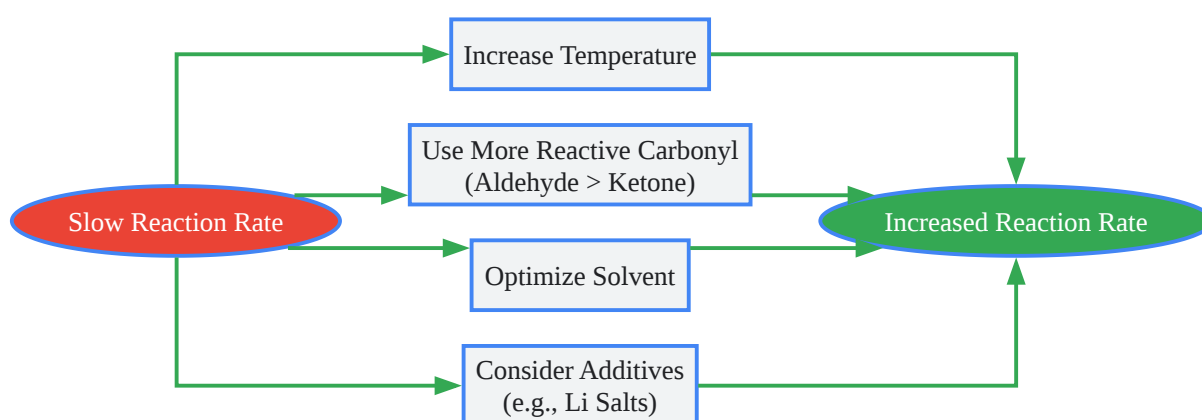 Increase Temperature
Use More Reactive Carbonyl
(Aldehyde > Ketone)
Slow Reaction Rate
Increased Reaction Rate
Optimize Solvent
Consider Additives
(e.g., Li Salts)